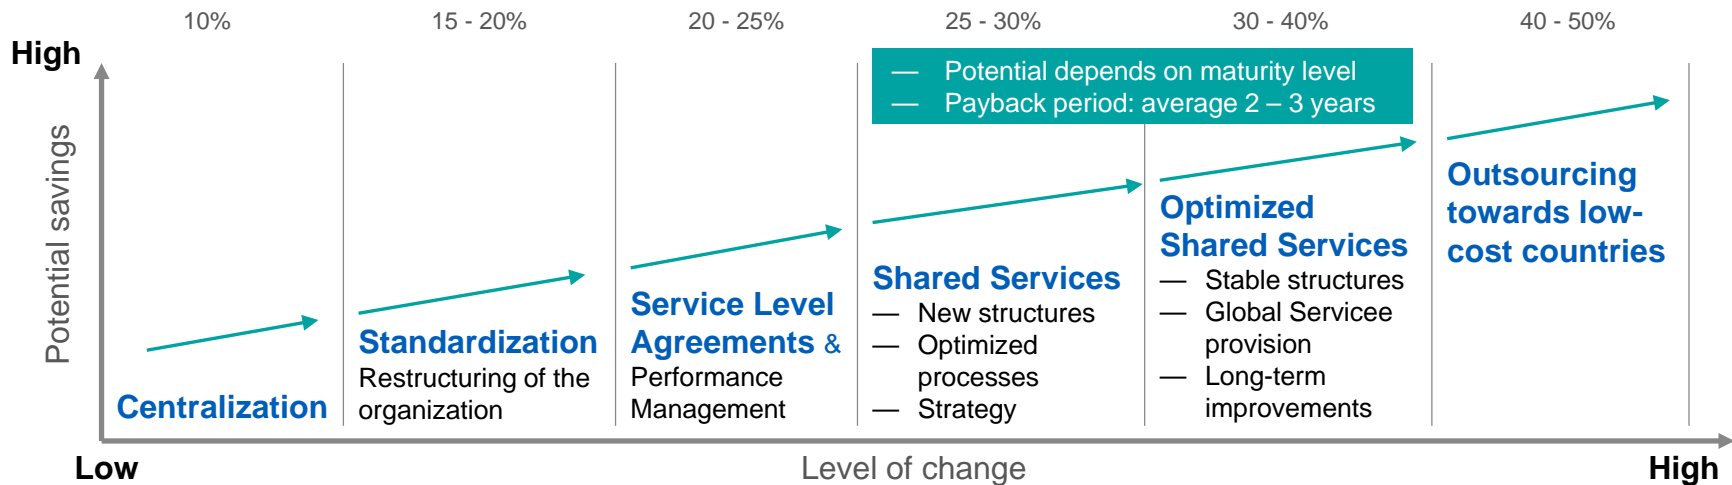 10%
15 - 20%
20 - 25%
25 - 30%
30 - 40%
40 - 50%
High
Potential savings
— Potential depends on maturity level
— Payback period: average 2 – 3 years
Centralization
Standardization
Restructuring of the
organization
Service Level
Agreements &
Performance
Management
Shared Services
— New structures
— Optimized
processes
— Strategy
Optimized
Shared Services
— Stable structures
— Global Servicee
provision
— Long-term
improvements
Outsourcing
towards low-
cost countries
Low
Level of change
High